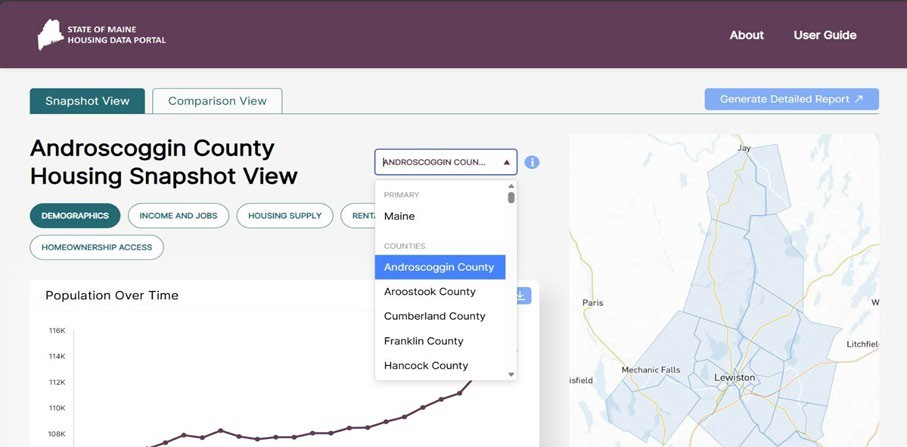 STATE OF MAINE
HOUSING DATA PORTAL
About
User Guide
Snapshot View
Comparison View
Generate Detailed Report ↗
Androscoggin County
Housing Snapshot View
ANDROSCOGGIN COUN...
DEMOGRAPHICS
INCOME AND JOBS
HOUSING SUPPLY
RENTA
HOMEOWNERSHIP ACCESS
PRIMARY
Maine
COUNTIES
Androscoggin County
Aroostook County
Cumberland County
Franklin County
Hancock County
Population Over Time
116K
114K
112K
110K
108K
Jay
Paris
W
Litchfiel
Mechanic Falls
isfield
Lewiston